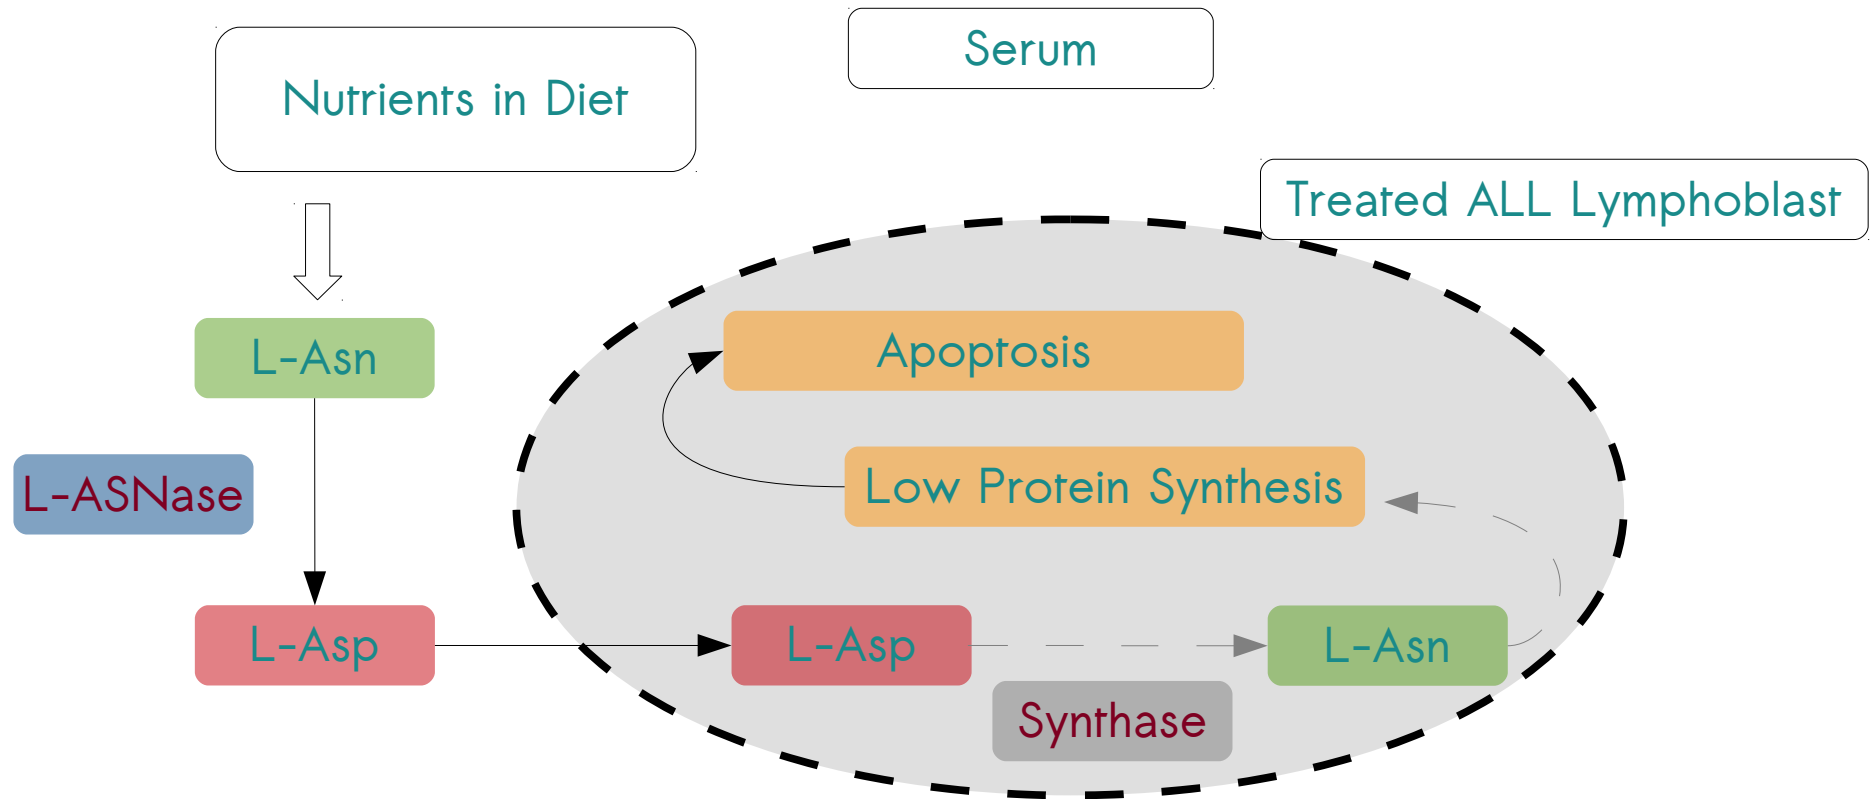 Serum
Nutrients in Diet
Treated ALL Lymphoblast
L-Asn
Apoptosis
L-ASNase
Low Protein Synthesis
L-Asp
L-Asp
L-Asn
Synthase